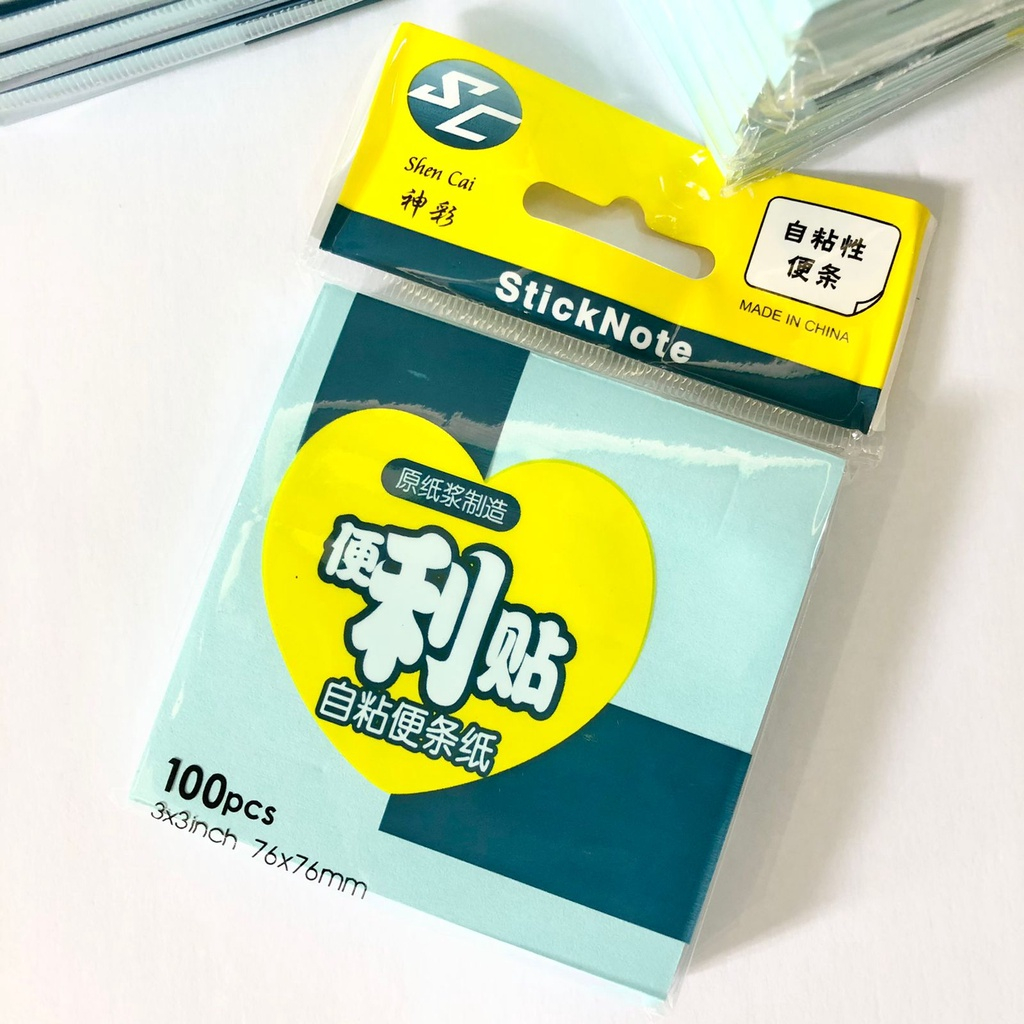 SC
Shen Cai
神彩
自粘性
便条
MADE IN CHINA
StickNote
原纸浆制造
便利贴
自粘便条纸
100pcs
3x3inch 76x76mm